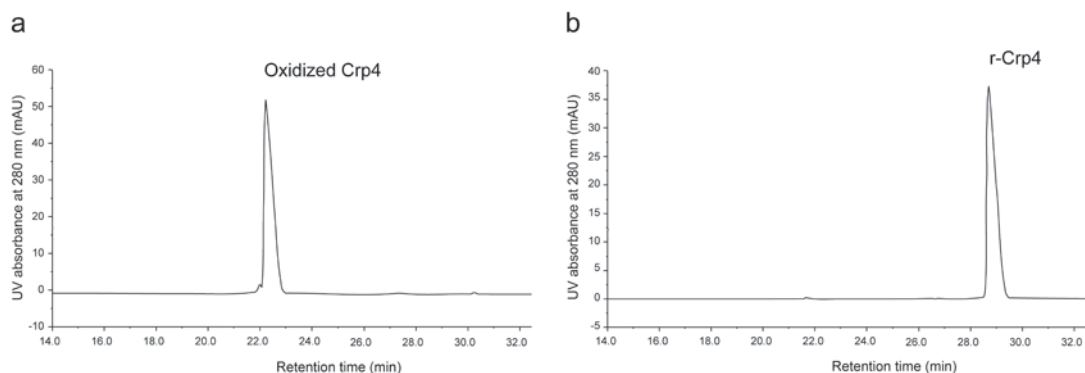 a
Oxidized Crp4
UV absorbance at 280 nm (mAU)
60
50
40
30
20
10
0
-10
14.0 16.0 18.0 20.0 22.0 24.0 26.0 28.0 30.0 32.0
Retention time (min)
b
r-Crp4
UV absorbance at 280 nm (mAU)
40
35
30
25
20
15
10
5
0
-5
14.0 16.0 18.0 20.0 22.0 24.0 26.0 28.0 30.0 32.0
Retention time (min)